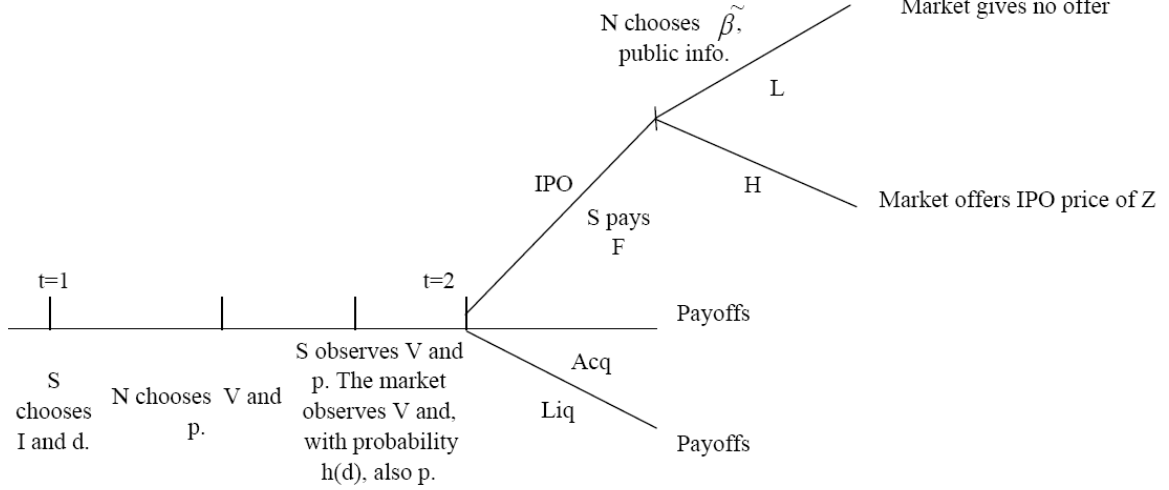 Market gives no offer
N chooses β̃,
public info.
L
IPO
H
Market offers IPO price of Z
S pays
F
t=1
t=2
Payoffs
S
chooses
I and d.
N chooses V and
p.
S observes V and
p. The market
observes V and,
with probability
h(d), also p.
Acq
Liq
Payoffs